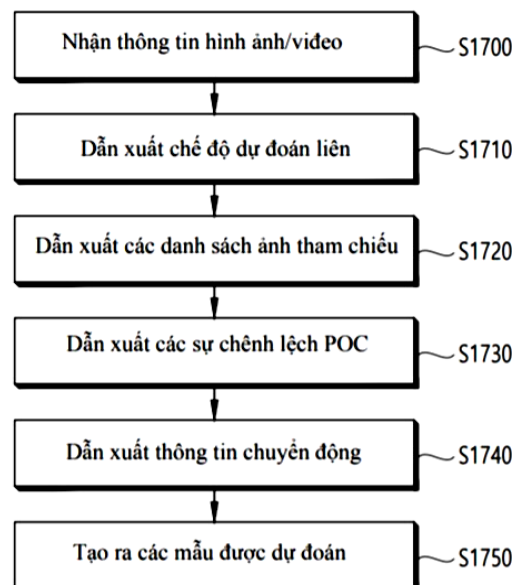 Nhận thông tin hình ảnh/viđeo S1700
Dẫn xuất chế độ dự đoán liên S1710
Dẫn xuất các danh sách ảnh tham chiếu S1720
Dẫn xuất các sự chênh lệch POC S1730
Dẫn xuất thông tin chuyển động S1740
Tạo ra các mẫu được dự đoán S1750